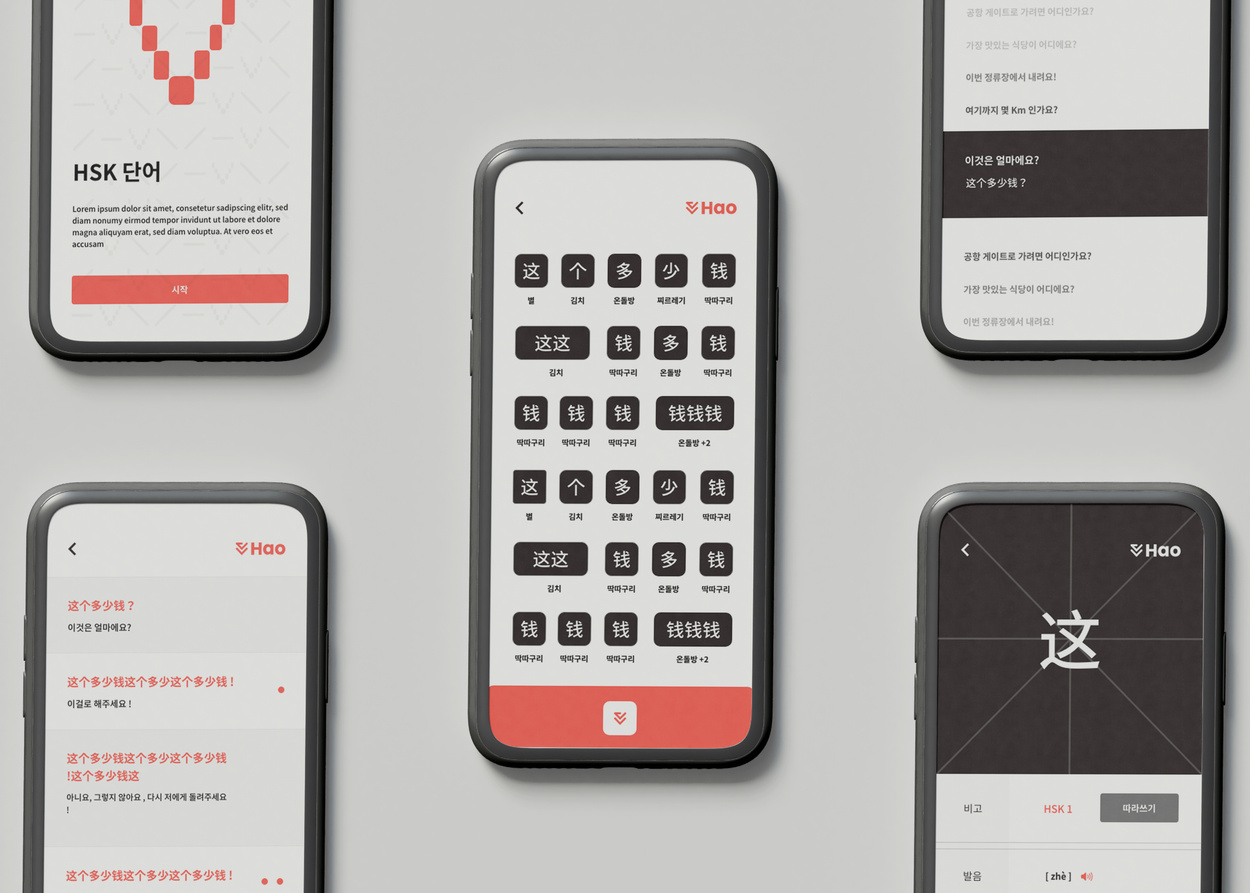 HSK 단어
Lorem ipsum dolor sit amet, consetetur sadipscing elitr, sed
diam nonumy eirmod tempor invidunt ut labore et dolore
magna aliquyam erat, sed diam voluptua. At vero eos et
accusam
시작
Hao
这个多少钱？
이것은 얼마에요?
这个多少钱这个多少这个多少钱！
이걸로 해주세요 !
这个多少钱这个多少这个多少钱
!这个多少钱这
아니요, 그렇지 않아요 , 다시 저에게 돌려주세요
!
这个多少钱这个多少这个多少钱！
Hao
这 个 多 少 钱
별 김치 온돌방 찌르레기 딱따구리
这这 钱 多 钱
김치 딱따구리 온돌방 딱따구리
钱 钱 钱 钱钱钱
딱따구리 딱따구리 딱따구리 온돌방 +2
这 个 多 少 钱
별 김치 온돌방 찌르레기 딱따구리
这这 钱 多 钱
김치 딱따구리 온돌방 딱따구리
钱 钱 钱 钱钱钱
딱따구리 딱따구리 딱따구리 온돌방 +2
공항 게이트로 가려면 어디인가요?
가장 맛있는 식당이 어디에요?
이번 정류장에서 내려요!
여기까지 몇 Km 인가요?
이것은 얼마에요?
这个多少钱？
공항 게이트로 가려면 어디인가요?
가장 맛있는 식당이 어디에요?
이번 정류장에서 내려요!
Hao
这
비고 HSK 1 따라쓰기
발음 [ zhè ]